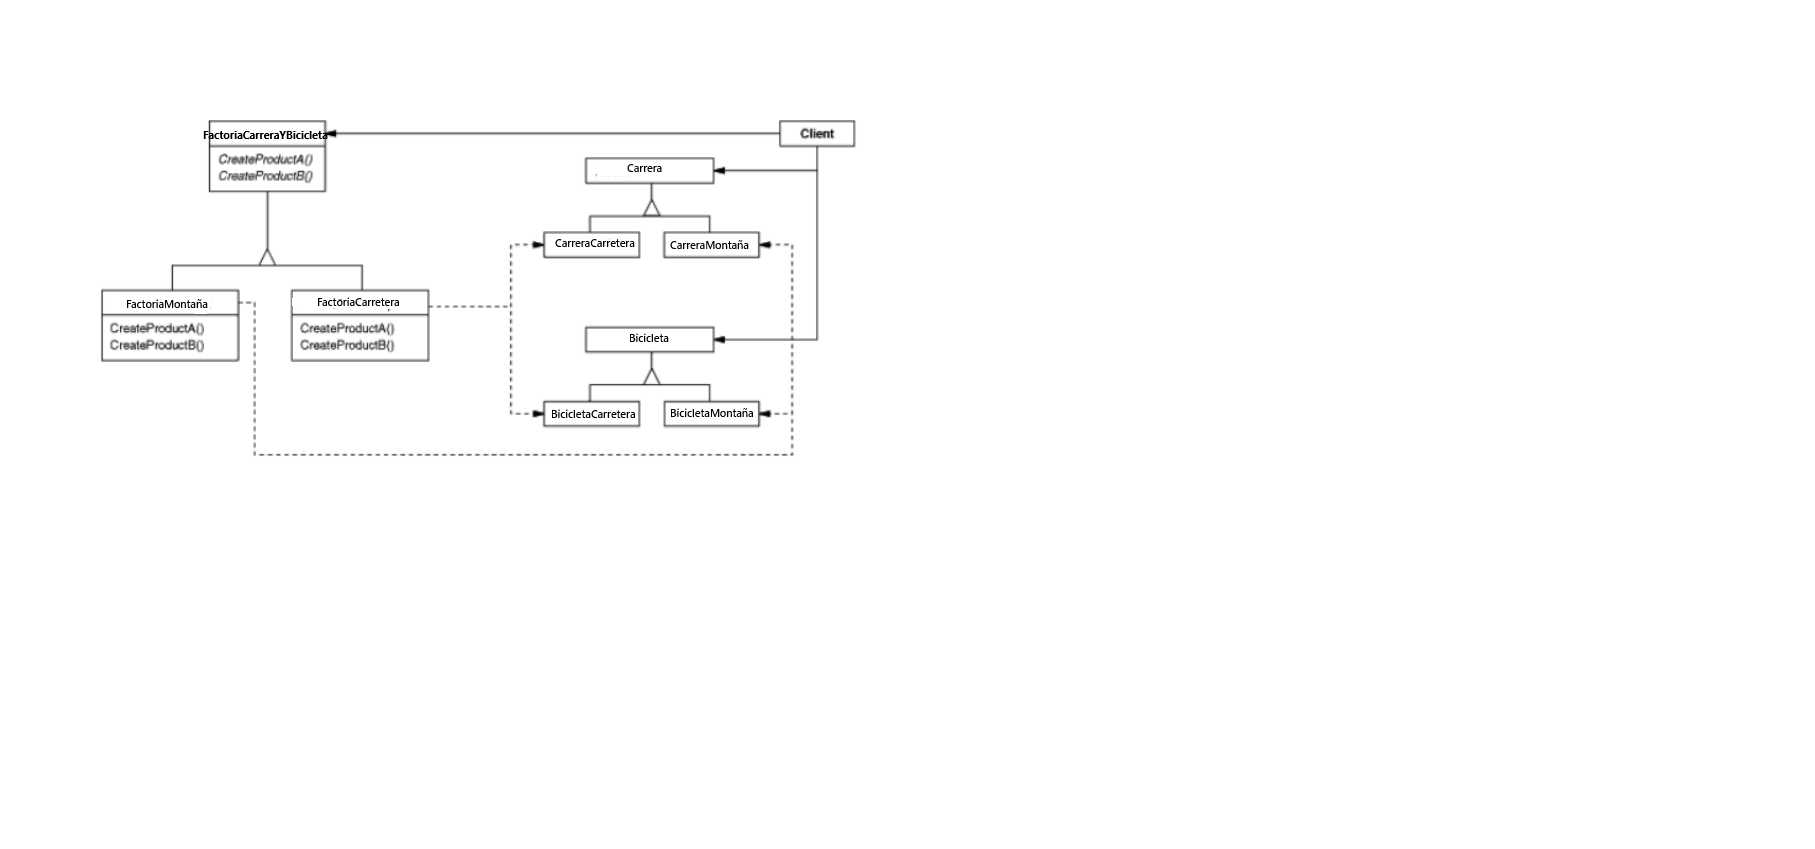 FactoriaCarreraYBicicleta
CreateProductA()
CreateProductB()
Client
Carrera
CarreraCarretera
CarreraMontaña
FactoriaMontaña
CreateProductA()
CreateProductB()
FactoriaCarretera
CreateProductA()
CreateProductB()
Bicicleta
BicicletaCarretera
BicicletaMontaña